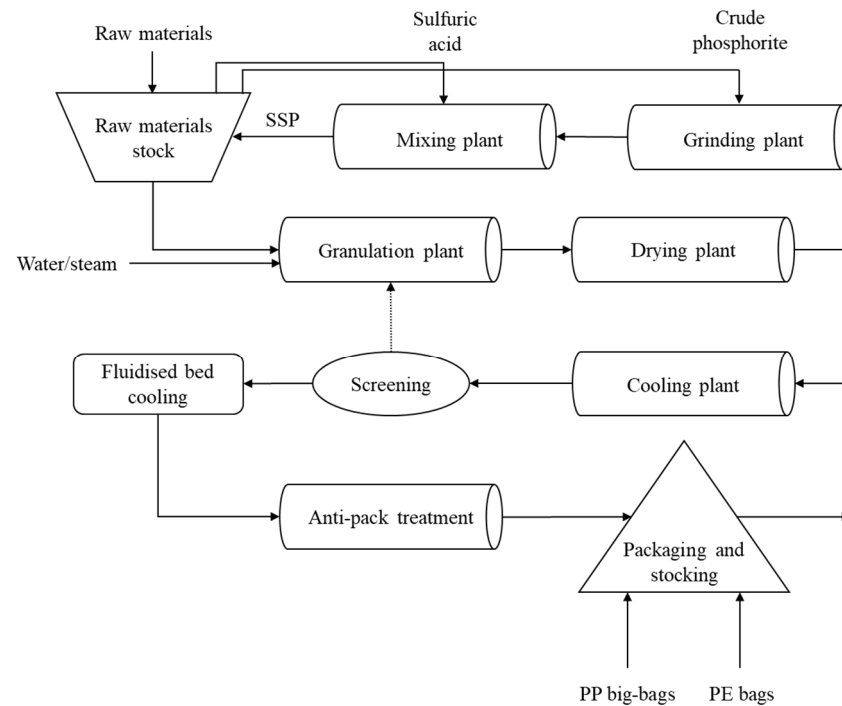 Raw materials
Sulfuric
acid
Crude
phosphorite
Raw materials
stock
SSP
Mixing plant
Grinding plant
Water/steam
Granulation plant
Drying plant
Fluidised bed
cooling
Screening
Cooling plant
Anti-pack treatment
Packaging and
stocking
PP big-bags
PE bags